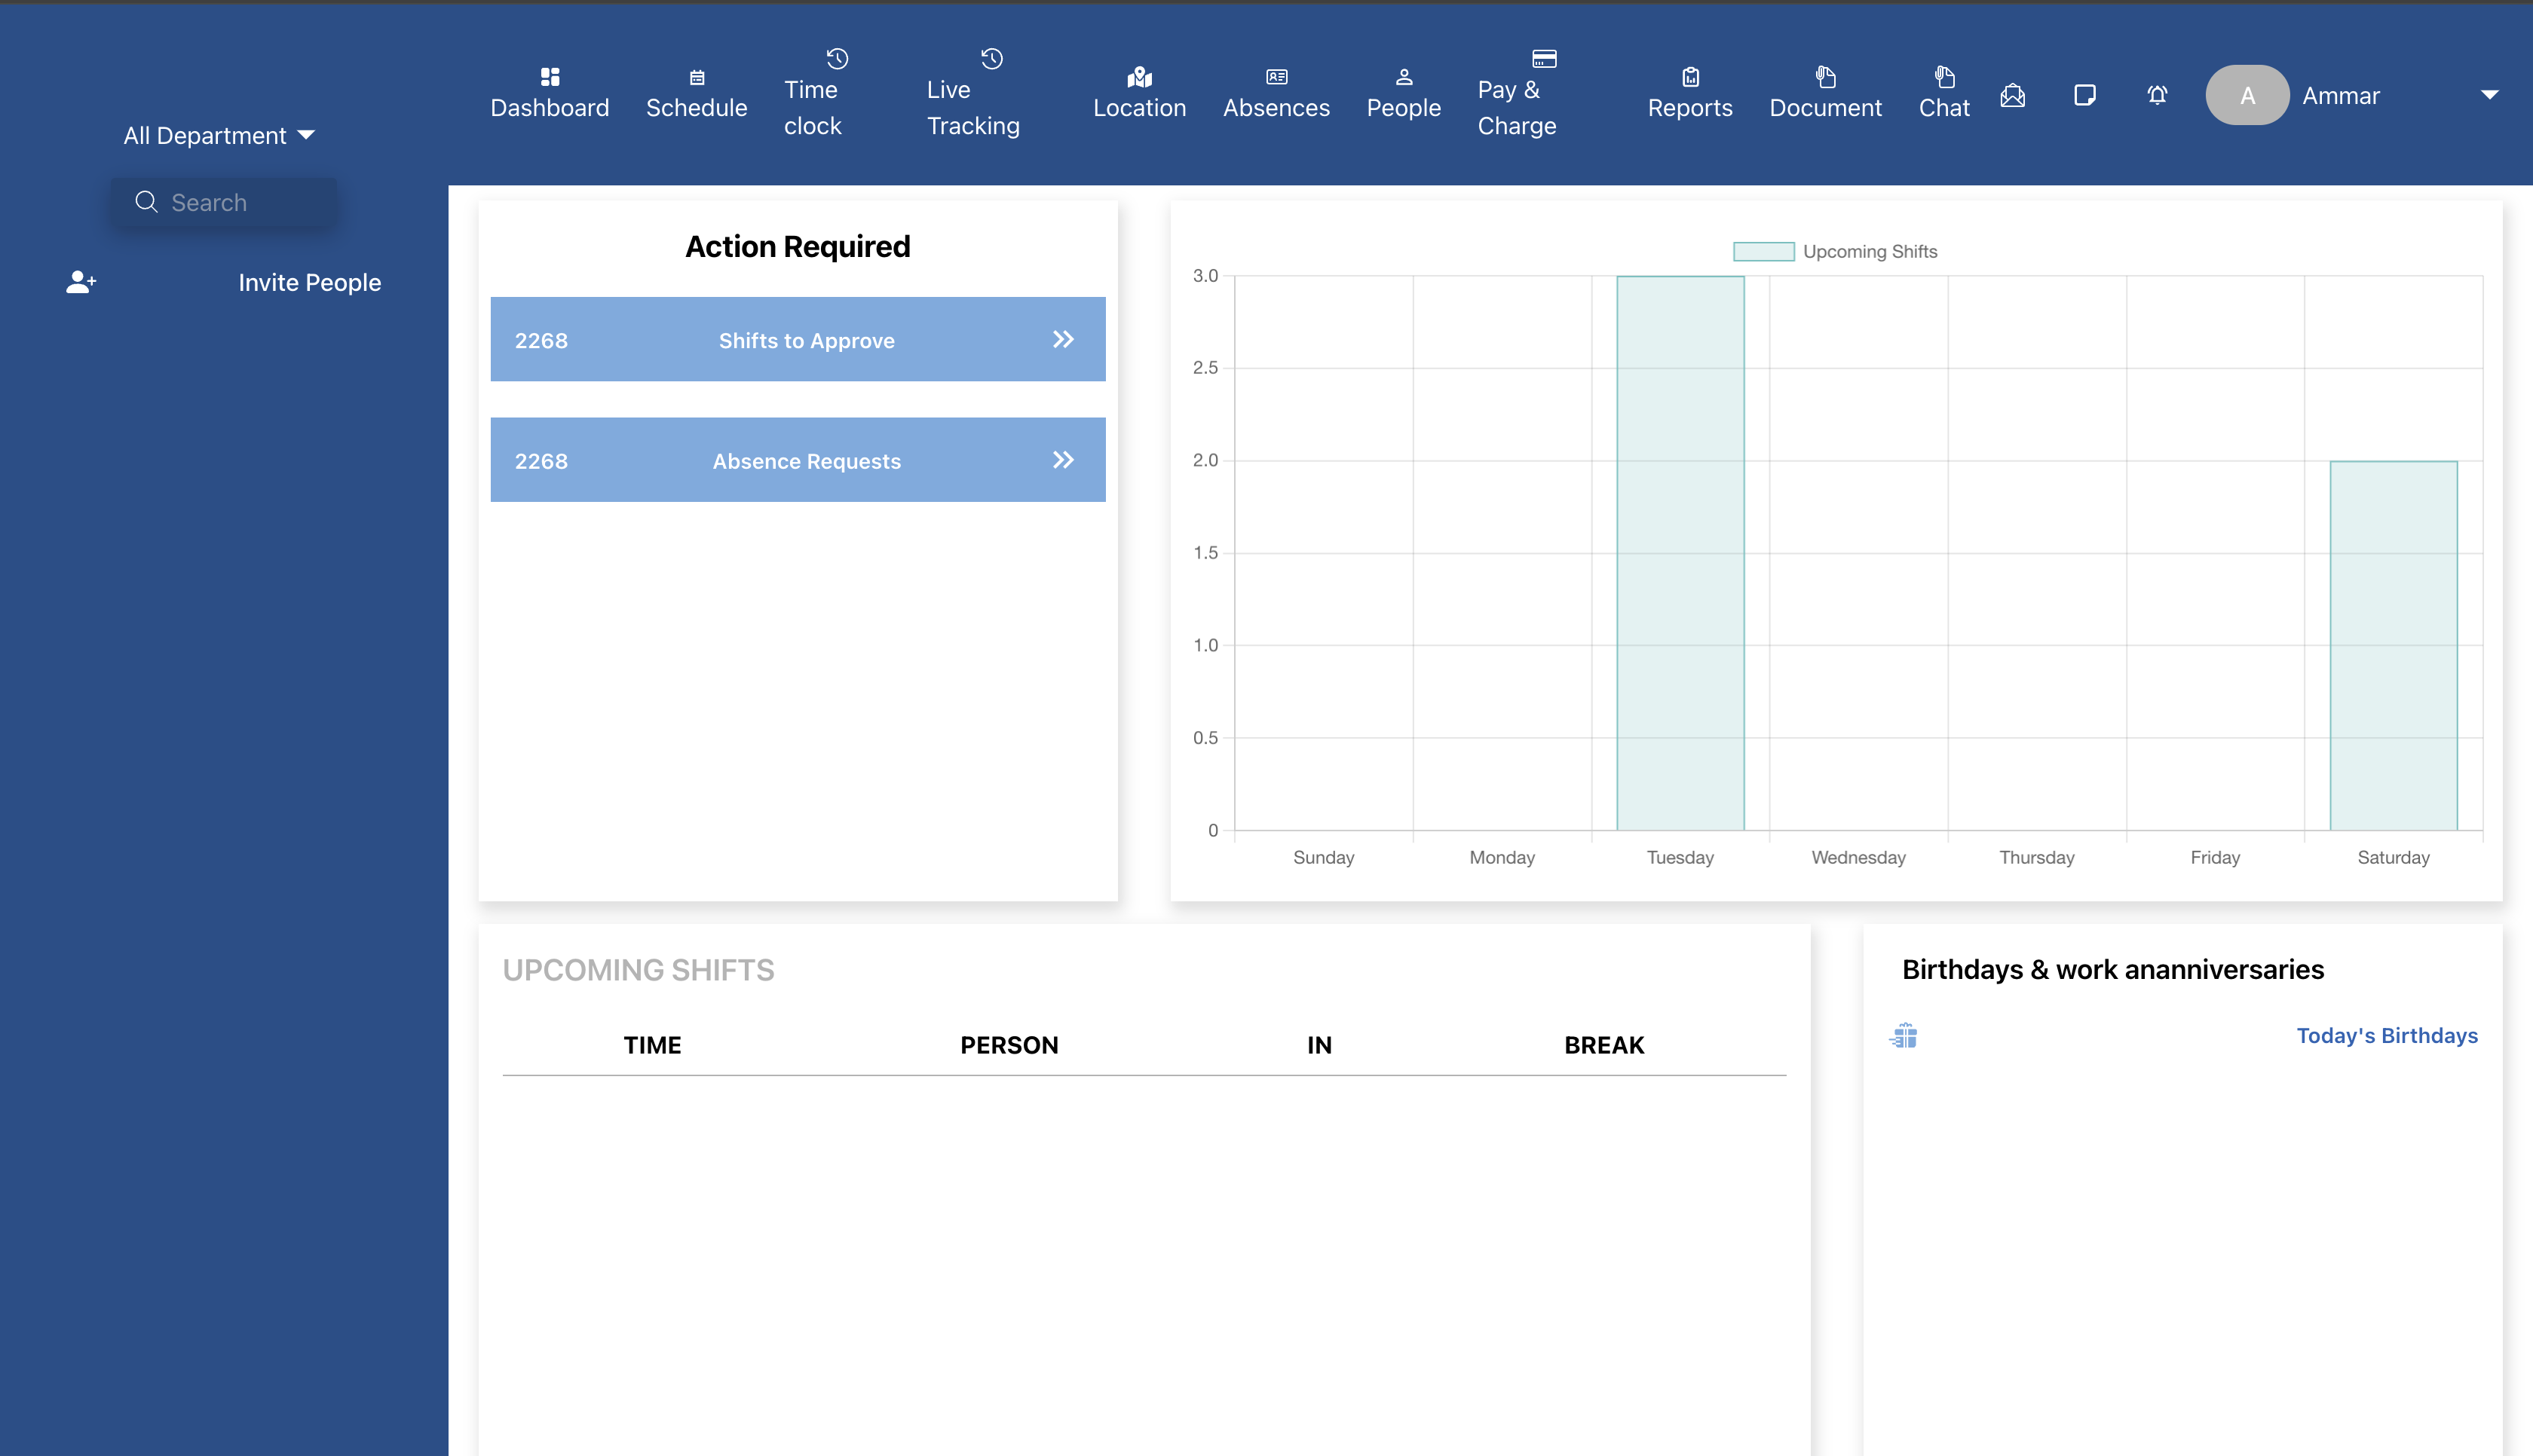 Dashboard
Schedule
Time
clock
Live
Tracking
Location
Absences
People
Pay &
Charge
Reports
Document
Chat
A
Ammar
All Department
Search
Invite People
Action Required
2268 Shifts to Approve
2268 Absence Requests
Upcoming Shifts
3.0
2.5
2.0
1.5
1.0
0.5
0
Sunday Monday Tuesday Wednesday Thursday Friday Saturday
UPCOMING SHIFTS
TIME PERSON IN BREAK
Birthdays & work ananniversaries
Today's Birthdays